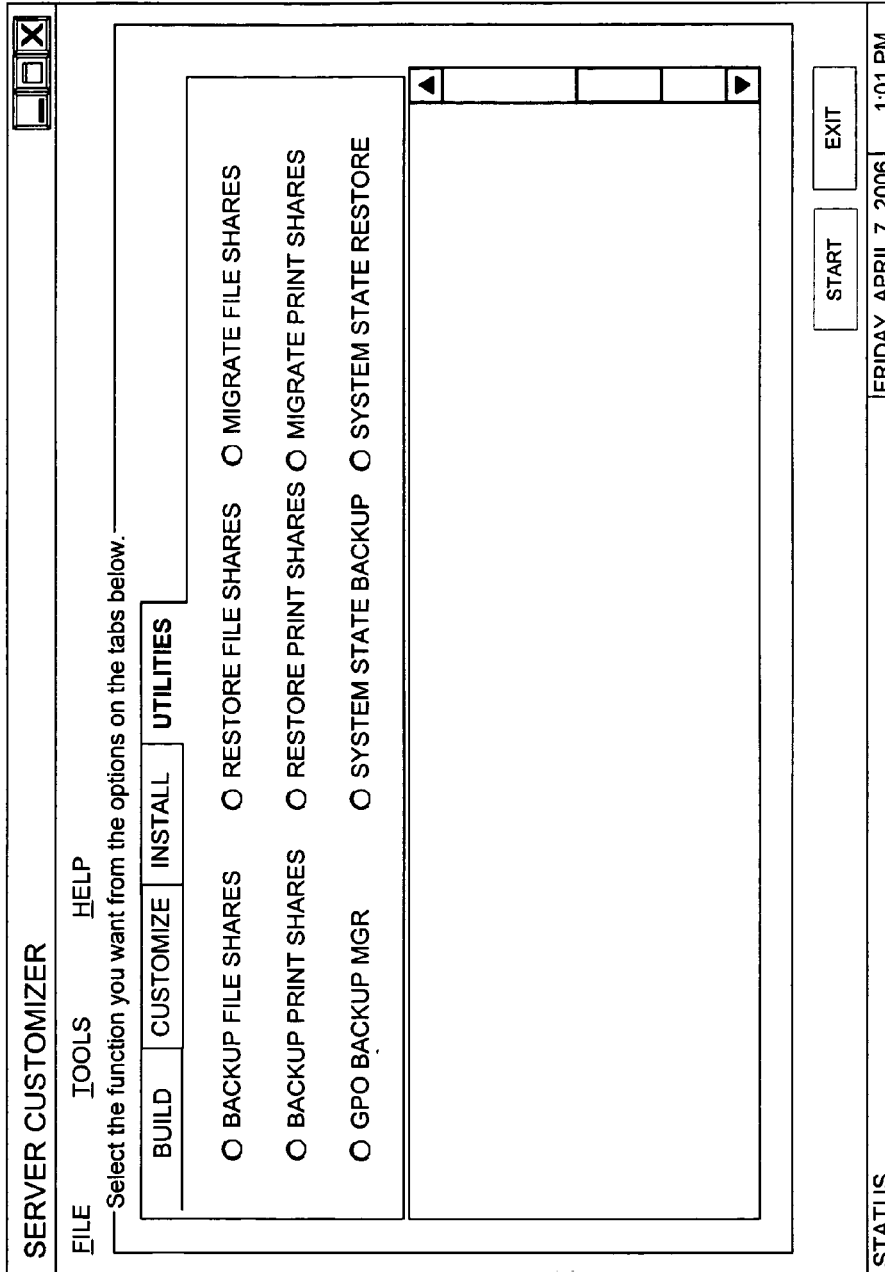 SERVER CUSTOMIZER
FILE TOOLS HELP
Select the function you want from the options on the tabs below.
BUILD CUSTOMIZE INSTALL UTILITIES
BACKUP FILE SHARES RESTORE FILE SHARES MIGRATE FILE SHARES
BACKUP PRINT SHARES RESTORE PRINT SHARES MIGRATE PRINT SHARES
GPO BACKUP MGR SYSTEM STATE BACKUP SYSTEM STATE RESTORE
START EXIT
STATUS FRIDAY, APRIL 7, 2006 1:01 PM